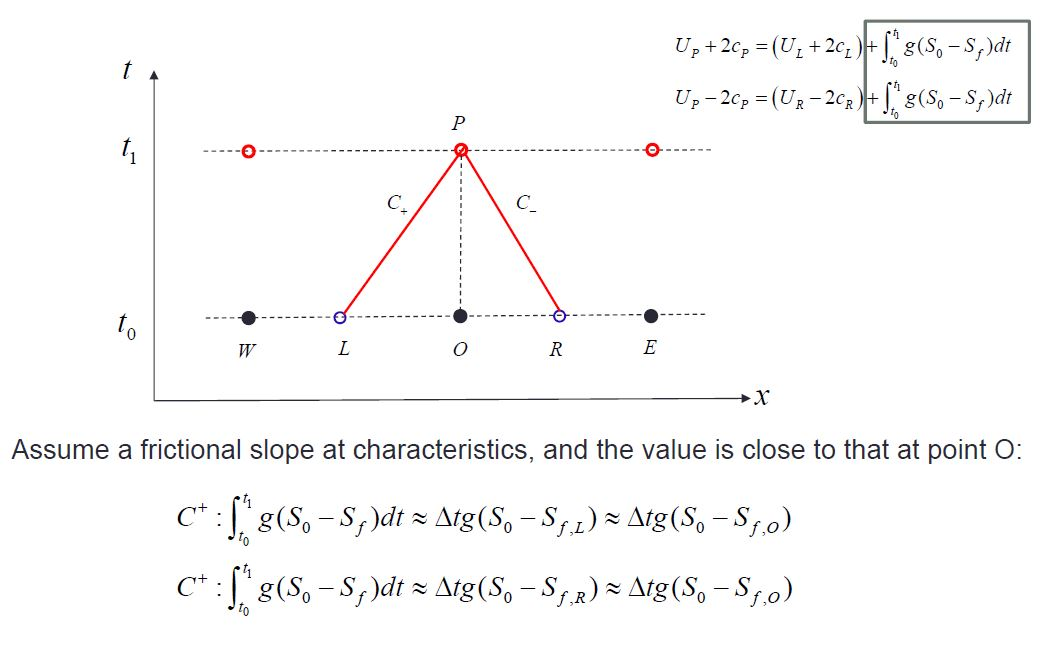 U_P + 2c_P = (U_L + 2c_L) + ∫_{t_0}^{t_1} g(S_0 − S_f)dt
U_P − 2c_P = (U_R − 2c_R) + ∫_{t_0}^{t_1} g(S_0 − S_f)dt
t
P
t_1
C_+ C_−
t_0
W L O R E
x
Assume a frictional slope at characteristics, and the value is close to that at point O:
C^+ : ∫_{t_0}^{t_1} g(S_0 − S_f)dt ≈ Δtg(S_0 − S_{f,L}) ≈ Δtg(S_0 − S_{f,O})
C^+ : ∫_{t_0}^{t_1} g(S_0 − S_f)dt ≈ Δtg(S_0 − S_{f,R}) ≈ Δtg(S_0 − S_{f,O})